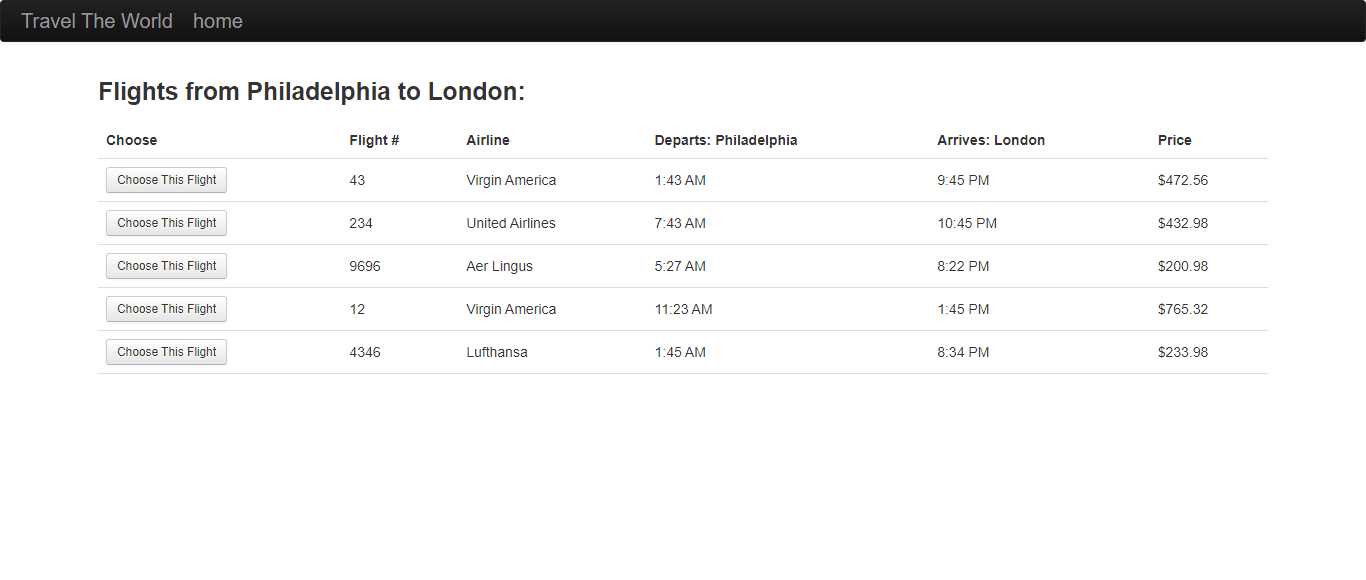 Travel The World home
Flights from Philadelphia to London:
Choose Flight # Airline Departs: Philadelphia Arrives: London Price
Choose This Flight 43 Virgin America 1:43 AM 9:45 PM $472.56
Choose This Flight 234 United Airlines 7:43 AM 10:45 PM $432.98
Choose This Flight 9696 Aer Lingus 5:27 AM 8:22 PM $200.98
Choose This Flight 12 Virgin America 11:23 AM 1:45 PM $765.32
Choose This Flight 4346 Lufthansa 1:45 AM 8:34 PM $233.98